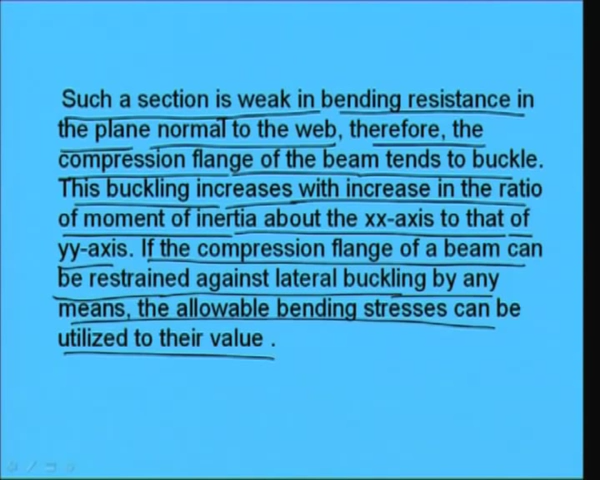 Such a section is weak in bending resistance in
the plane normal to the web, therefore, the
compression flange of the beam tends to buckle.
This buckling increases with increase in the ratio
of moment of inertia about the xx-axis to that of
yy-axis. If the compression flange of a beam can
be restrained against lateral buckling by any
means, the allowable bending stresses can be
utilized to their value .